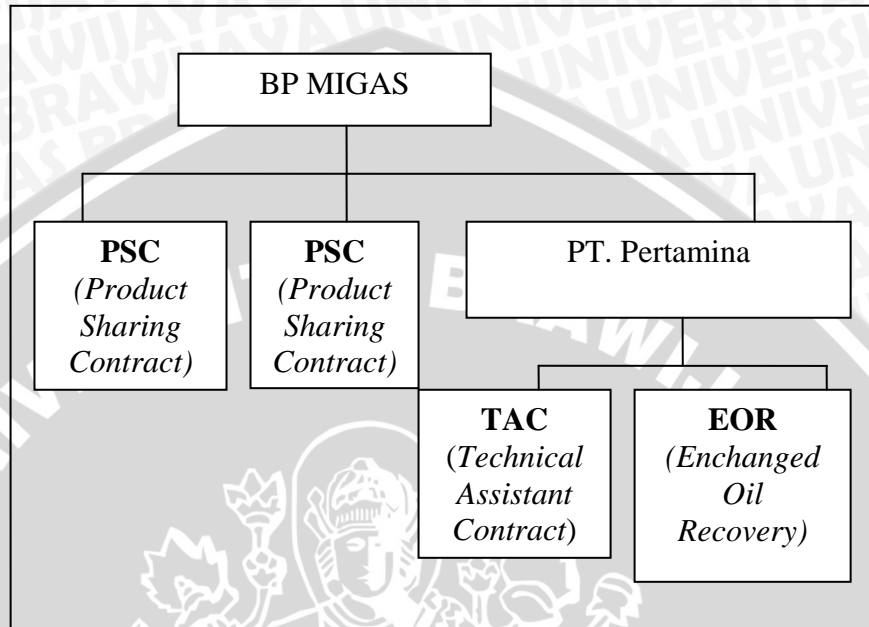 BP MIGAS
PSC
(Product
Sharing
Contract)
PSC
(Product
Sharing
Contract)
PT. Pertamina
TAC
(Technical
Assistant
Contract)
EOR
(Enchanged
Oil
Recovery)